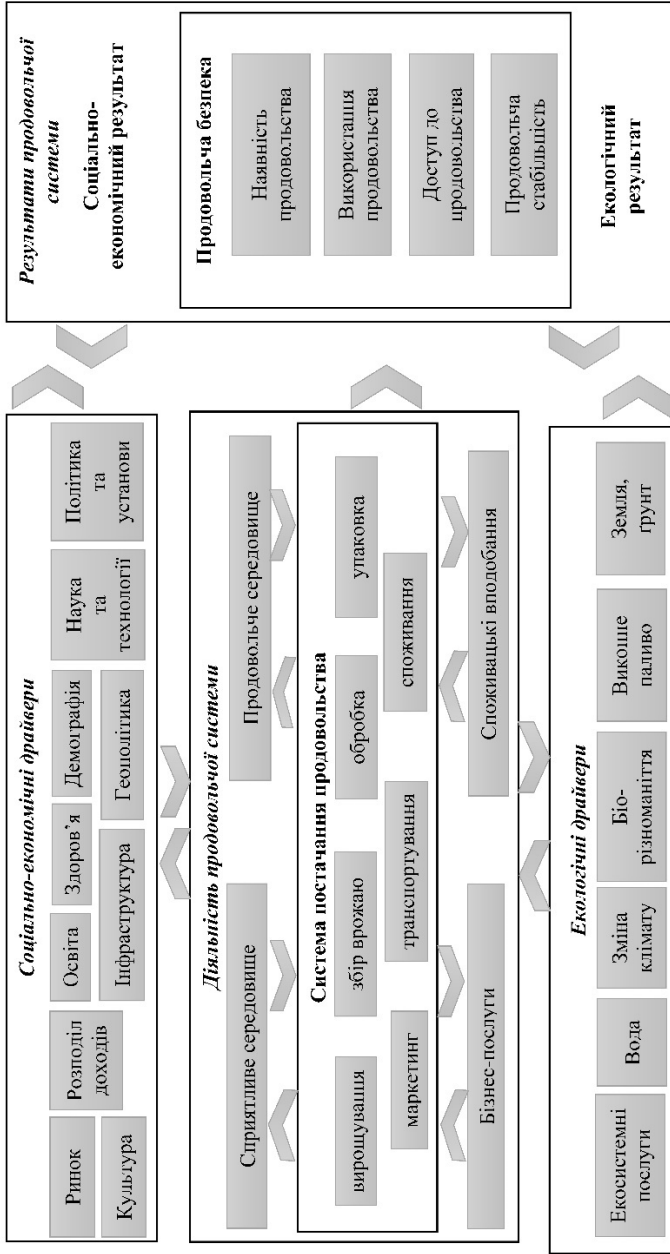 Соціально-економічні драйвери
Ринок
Культура
Розподіл
доходів
Освіта
Здоров’я
Демографія
Інфраструктура
Геополітика
Наука
та
технології
Політика
та
установи
Діяльність продовольчої системи
Сприятливе середовище
Продовольче середовище
Система постачання продовольства
вирощування
збір врожаю
обробка
упаковка
маркетинг
транспортування
споживання
Бізнес-послуги
Споживацькі вподобання
Екологічні драйвери
Екосистемні
послуги
Вода
Зміна
клімату
Біо-
різноманіття
Викопне
паливо
Земля,
ґрунт
Результати продовольчої
системи
Соціально-
економічний результат
Продовольча безпека
Наявність
продовольства
Використання
продовольства
Доступ до
продовольства
Продовольча
стабільність
Екологічний
результат